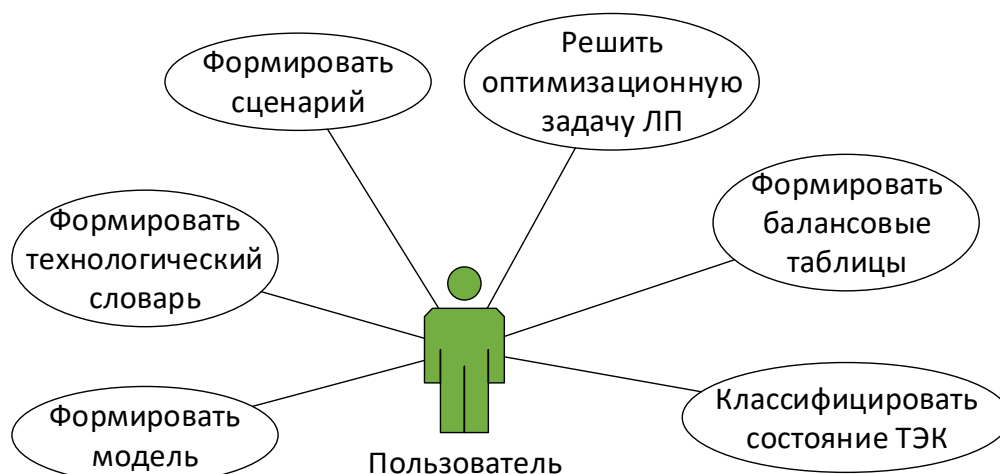 Формировать
сценарий
Решить
оптимизационную
задачу ЛП
Формировать
технологический
словарь
Формировать
балансовые
таблицы
Формировать
модель
Классифицировать
состояние ТЭК
Пользователь